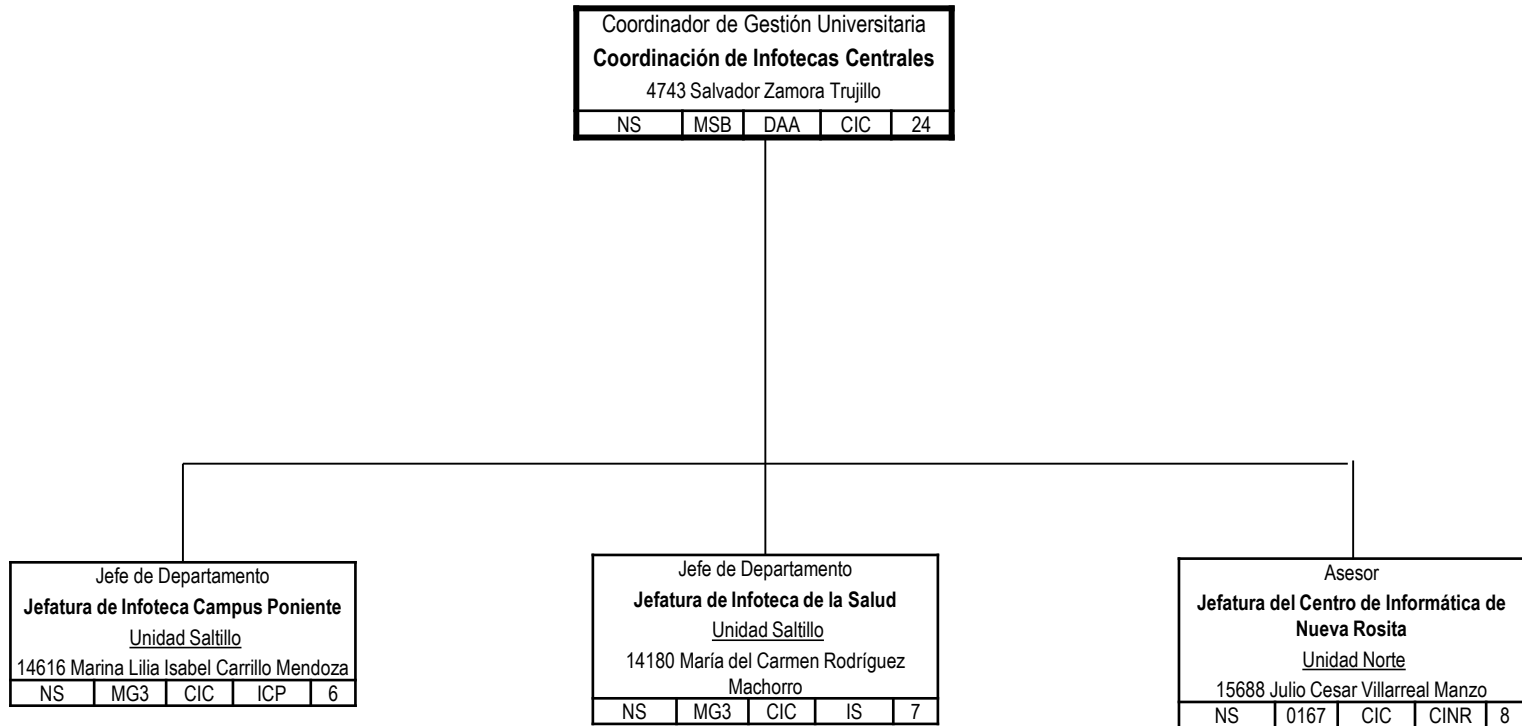 Coordinador de Gestión Universitaria
Coordinación de Infotecas Centrales
4743 Salvador Zamora Trujillo
NS MSB DAA CIC 24
Jefe de Departamento
Jefatura de Infoteca Campus Poniente
Unidad Saltillo
14616 Marina Lilia Isabel Carrillo Mendoza
NS MG3 CIC ICP 6
Jefe de Departamento
Jefatura de Infoteca de la Salud
Unidad Saltillo
14180 María del Carmen Rodríguez
Machorro
NS MG3 CIC IS 7
Asesor
Jefatura del Centro de Informática de
Nueva Rosita
Unidad Norte
15688 Julio Cesar Villarreal Manzo
NS 0167 CIC CINR 8